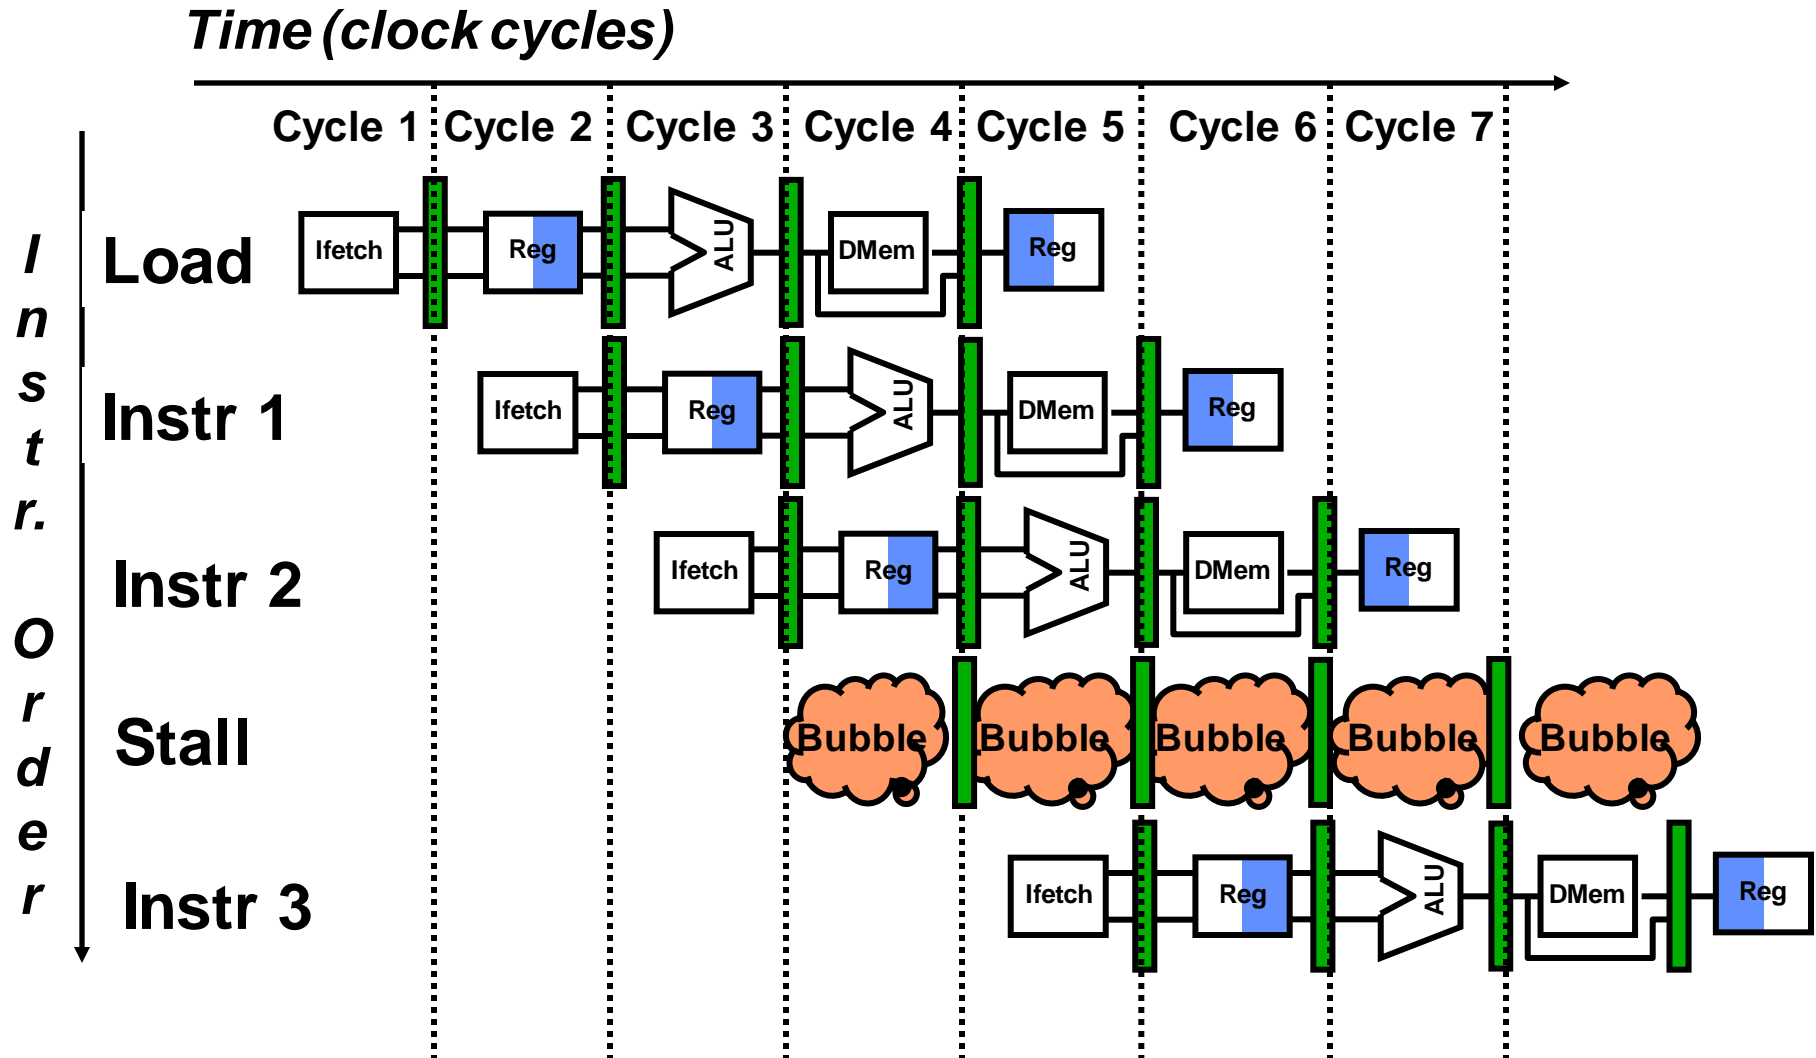 Time (clock cycles)
Cycle 1 Cycle 2 Cycle 3 Cycle 4 Cycle 5 Cycle 6 Cycle 7
Instr. Order
Load Ifetch Reg ALU DMem Reg
Instr 1 Ifetch Reg ALU DMem Reg
Instr 2 Ifetch Reg ALU DMem Reg
Stall Bubble Bubble Bubble Bubble Bubble
Instr 3 Ifetch Reg ALU DMem Reg